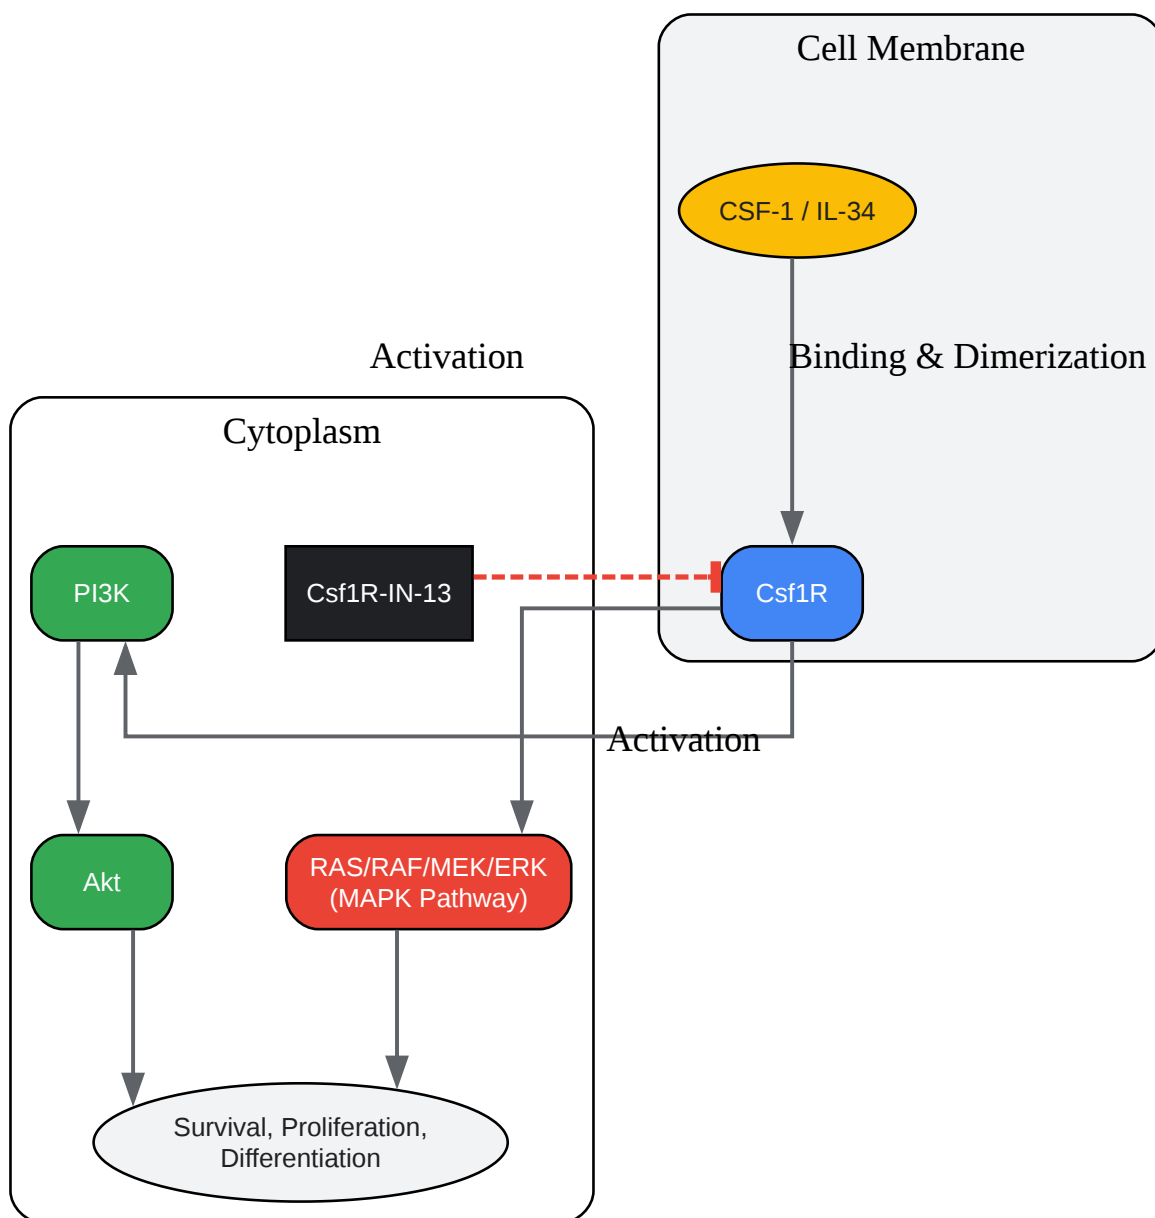 Cell Membrane
CSF-1 / IL-34
Activation
Binding & Dimerization
Cytoplasm
PI3K
Csf1R-IN-13
Csf1R
Activation
Akt
RAS/RAF/MEK/ERK
(MAPK Pathway)
Survival, Proliferation,
Differentiation